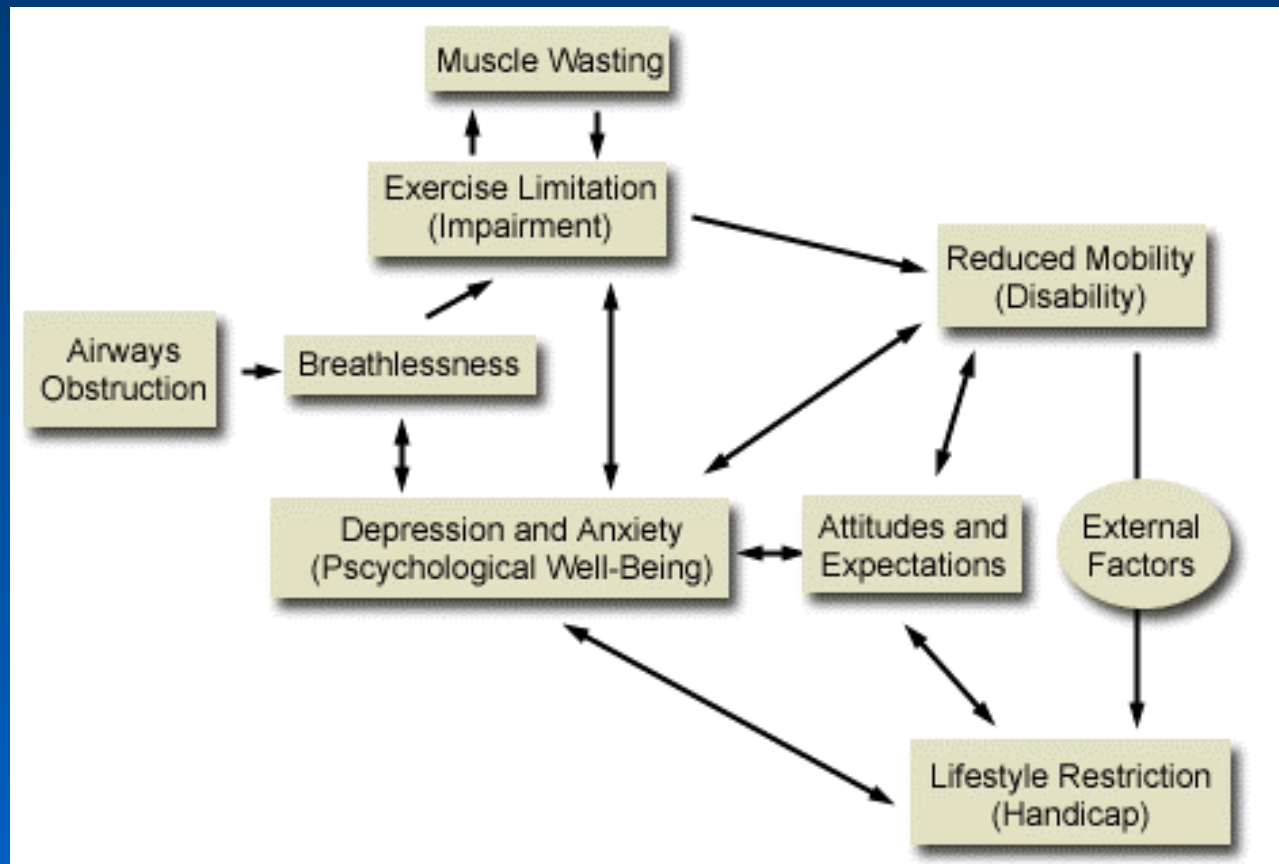 Muscle Wasting
Exercise Limitation
(Impairment)
Reduced Mobility
(Disability)
Airways
Obstruction
Breathlessness
Depression and Anxiety
(Pscychological Well-Being)
Attitudes and
Expectations
External
Factors
Lifestyle Restriction
(Handicap)